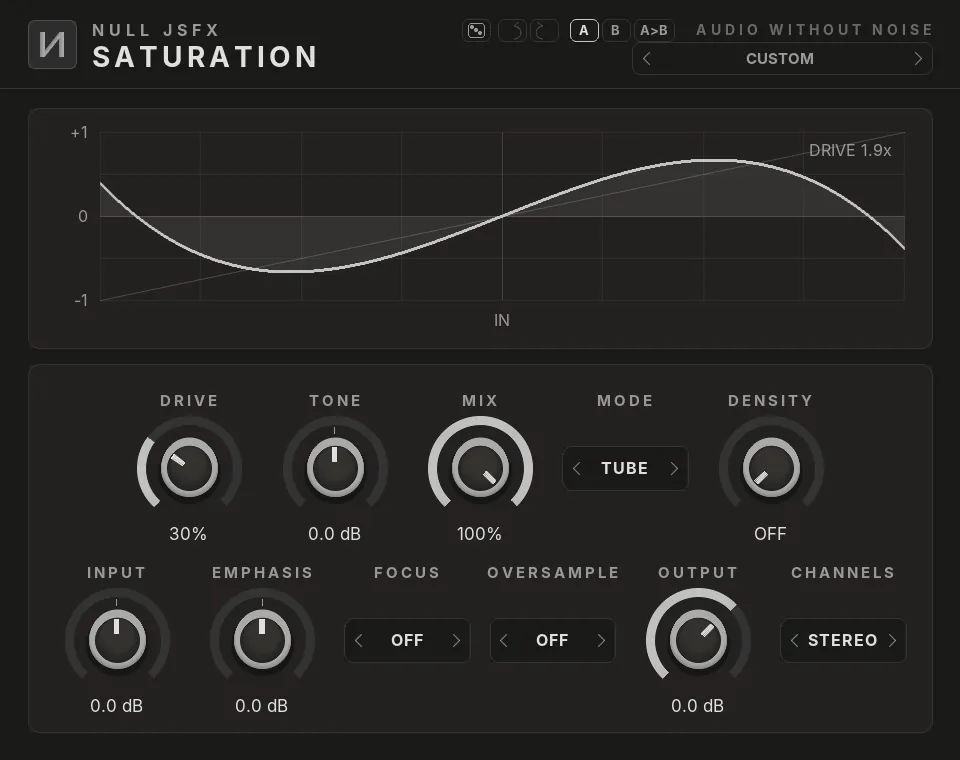 NULL JSFX
SATURATION
A B A>B AUDIO WITHOUT NOISE
CUSTOM
+1
DRIVE 1.9x
0
-1
IN
DRIVE TONE MIX MODE DENSITY
TUBE
30% 0.0 dB 100% OFF
INPUT EMPHASIS FOCUS OVERSAMPLE OUTPUT CHANNELS
OFF OFF STEREO
0.0 dB 0.0 dB 0.0 dB